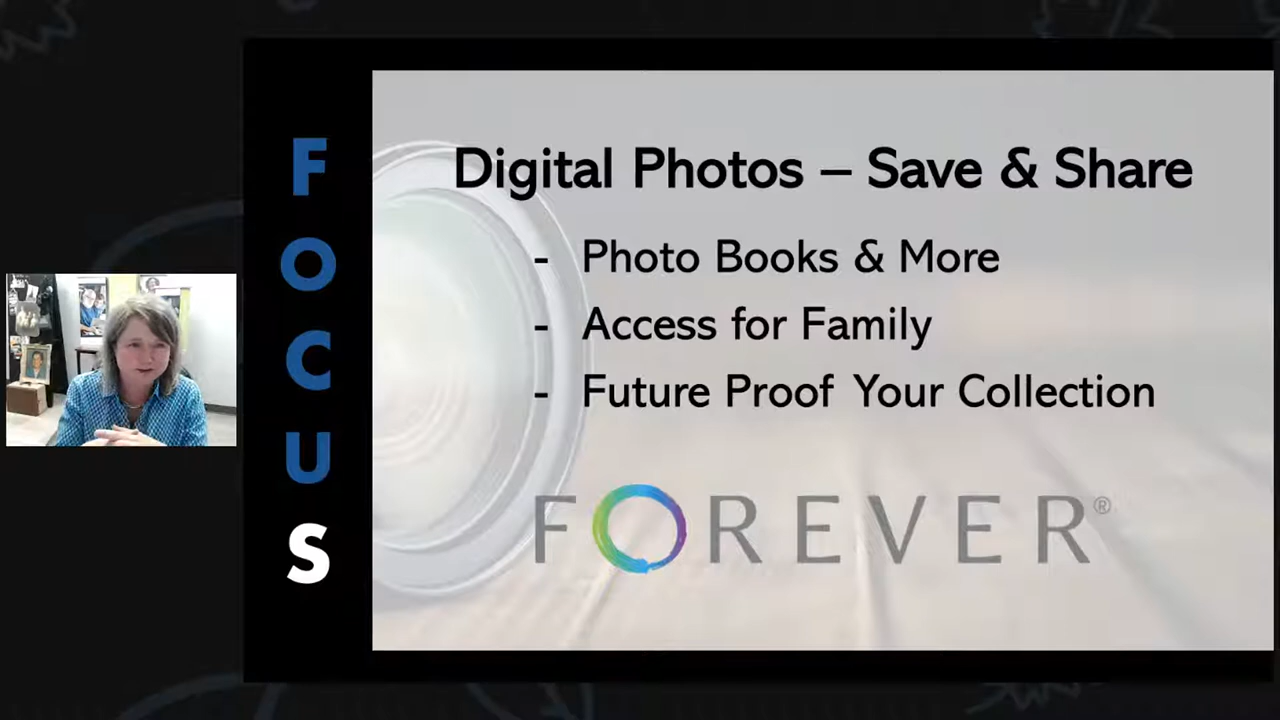 F
O
C
U
S
Digital Photos – Save & Share
- Photo Books & More
- Access for Family
- Future Proof Your Collection
FOREVER®